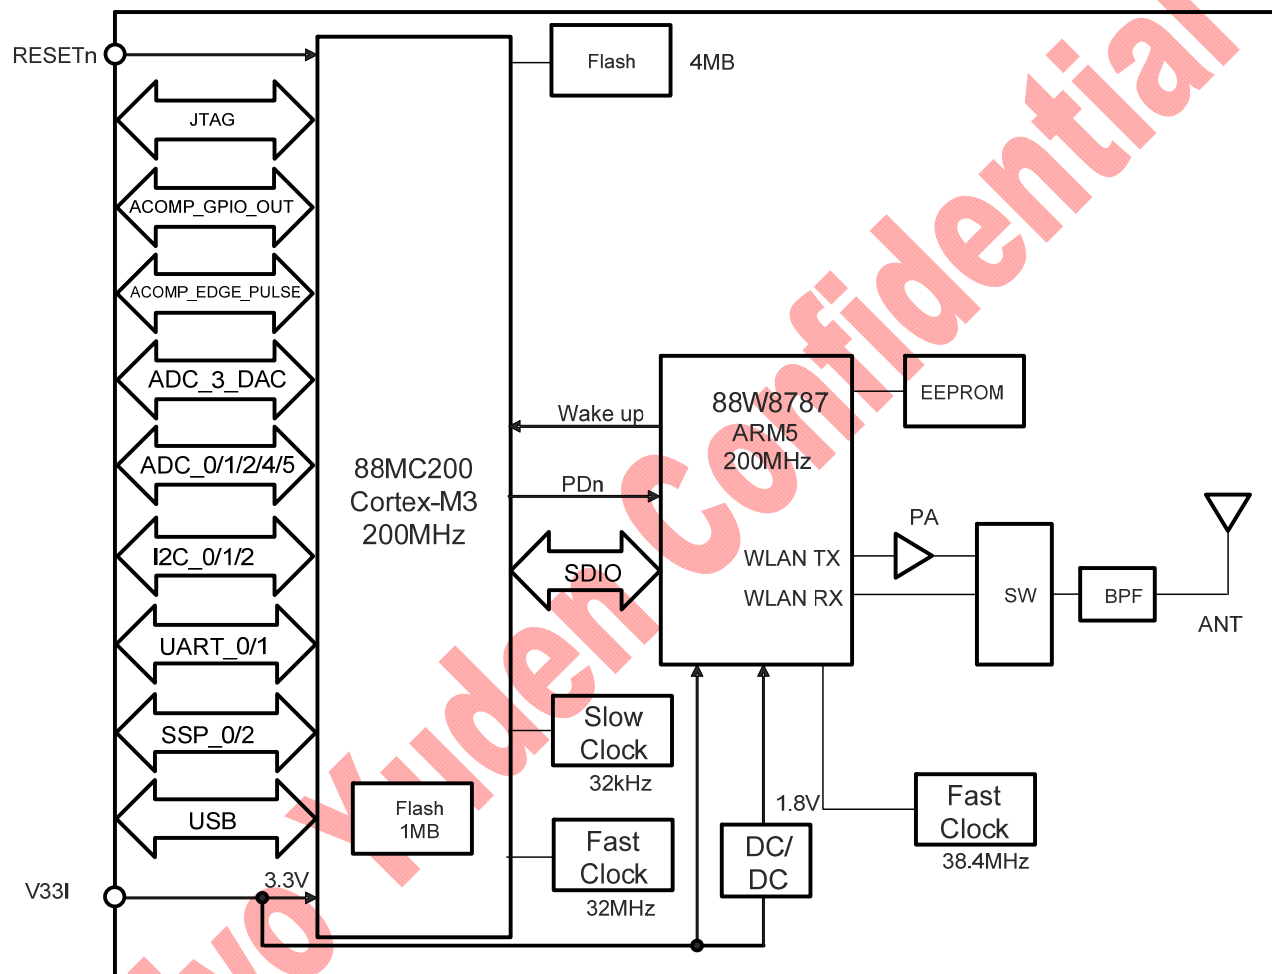 RESETn
Flash
4MB
JTAG
ACOMP_GPIO_OUT
ACOMP_EDGE_PULSE
ADC_3_DAC
ADC_0/1/2/4/5
I2C_0/1/2
UART_0/1
SSP_0/2
USB
V33I
3.3V
88MC200
Cortex-M3
200MHz
Flash
1MB
Wake up
PDn
SDIO
88W8787
ARM5
200MHz
WLAN TX
WLAN RX
EEPROM
PA
SW
BPF
ANT
Slow
Clock
32kHz
Fast
Clock
32MHz
1.8V
DC/
DC
Fast
Clock
38.4MHz
yo Yuden Confidential